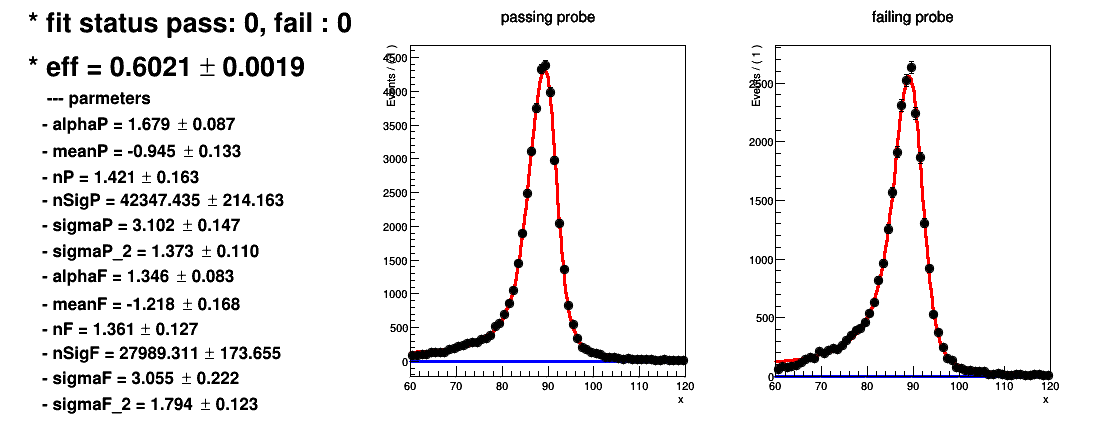 * fit status pass: 0, fail : 0
* eff = 0.6021 ± 0.0019
--- parmeters
- alphaP = 1.679 ± 0.087
- meanP = -0.945 ± 0.133
- nP = 1.421 ± 0.163
- nSigP = 42347.435 ± 214.163
- sigmaP = 3.102 ± 0.147
- sigmaP_2 = 1.373 ± 0.110
- alphaF = 1.346 ± 0.083
- meanF = -1.218 ± 0.168
- nF = 1.361 ± 0.127
- nSigF = 27989.311 ± 173.655
- sigmaF = 3.055 ± 0.222
- sigmaF_2 = 1.794 ± 0.123
passing probe
Events / ( 1 )
4500
4000
3500
3000
2500
2000
1500
1000
500
0
60 70 80 90 100 110 120
x
failing probe
Events / ( 1 )
2500
2000
1500
1000
500
0
60 70 80 90 100 110 120
x